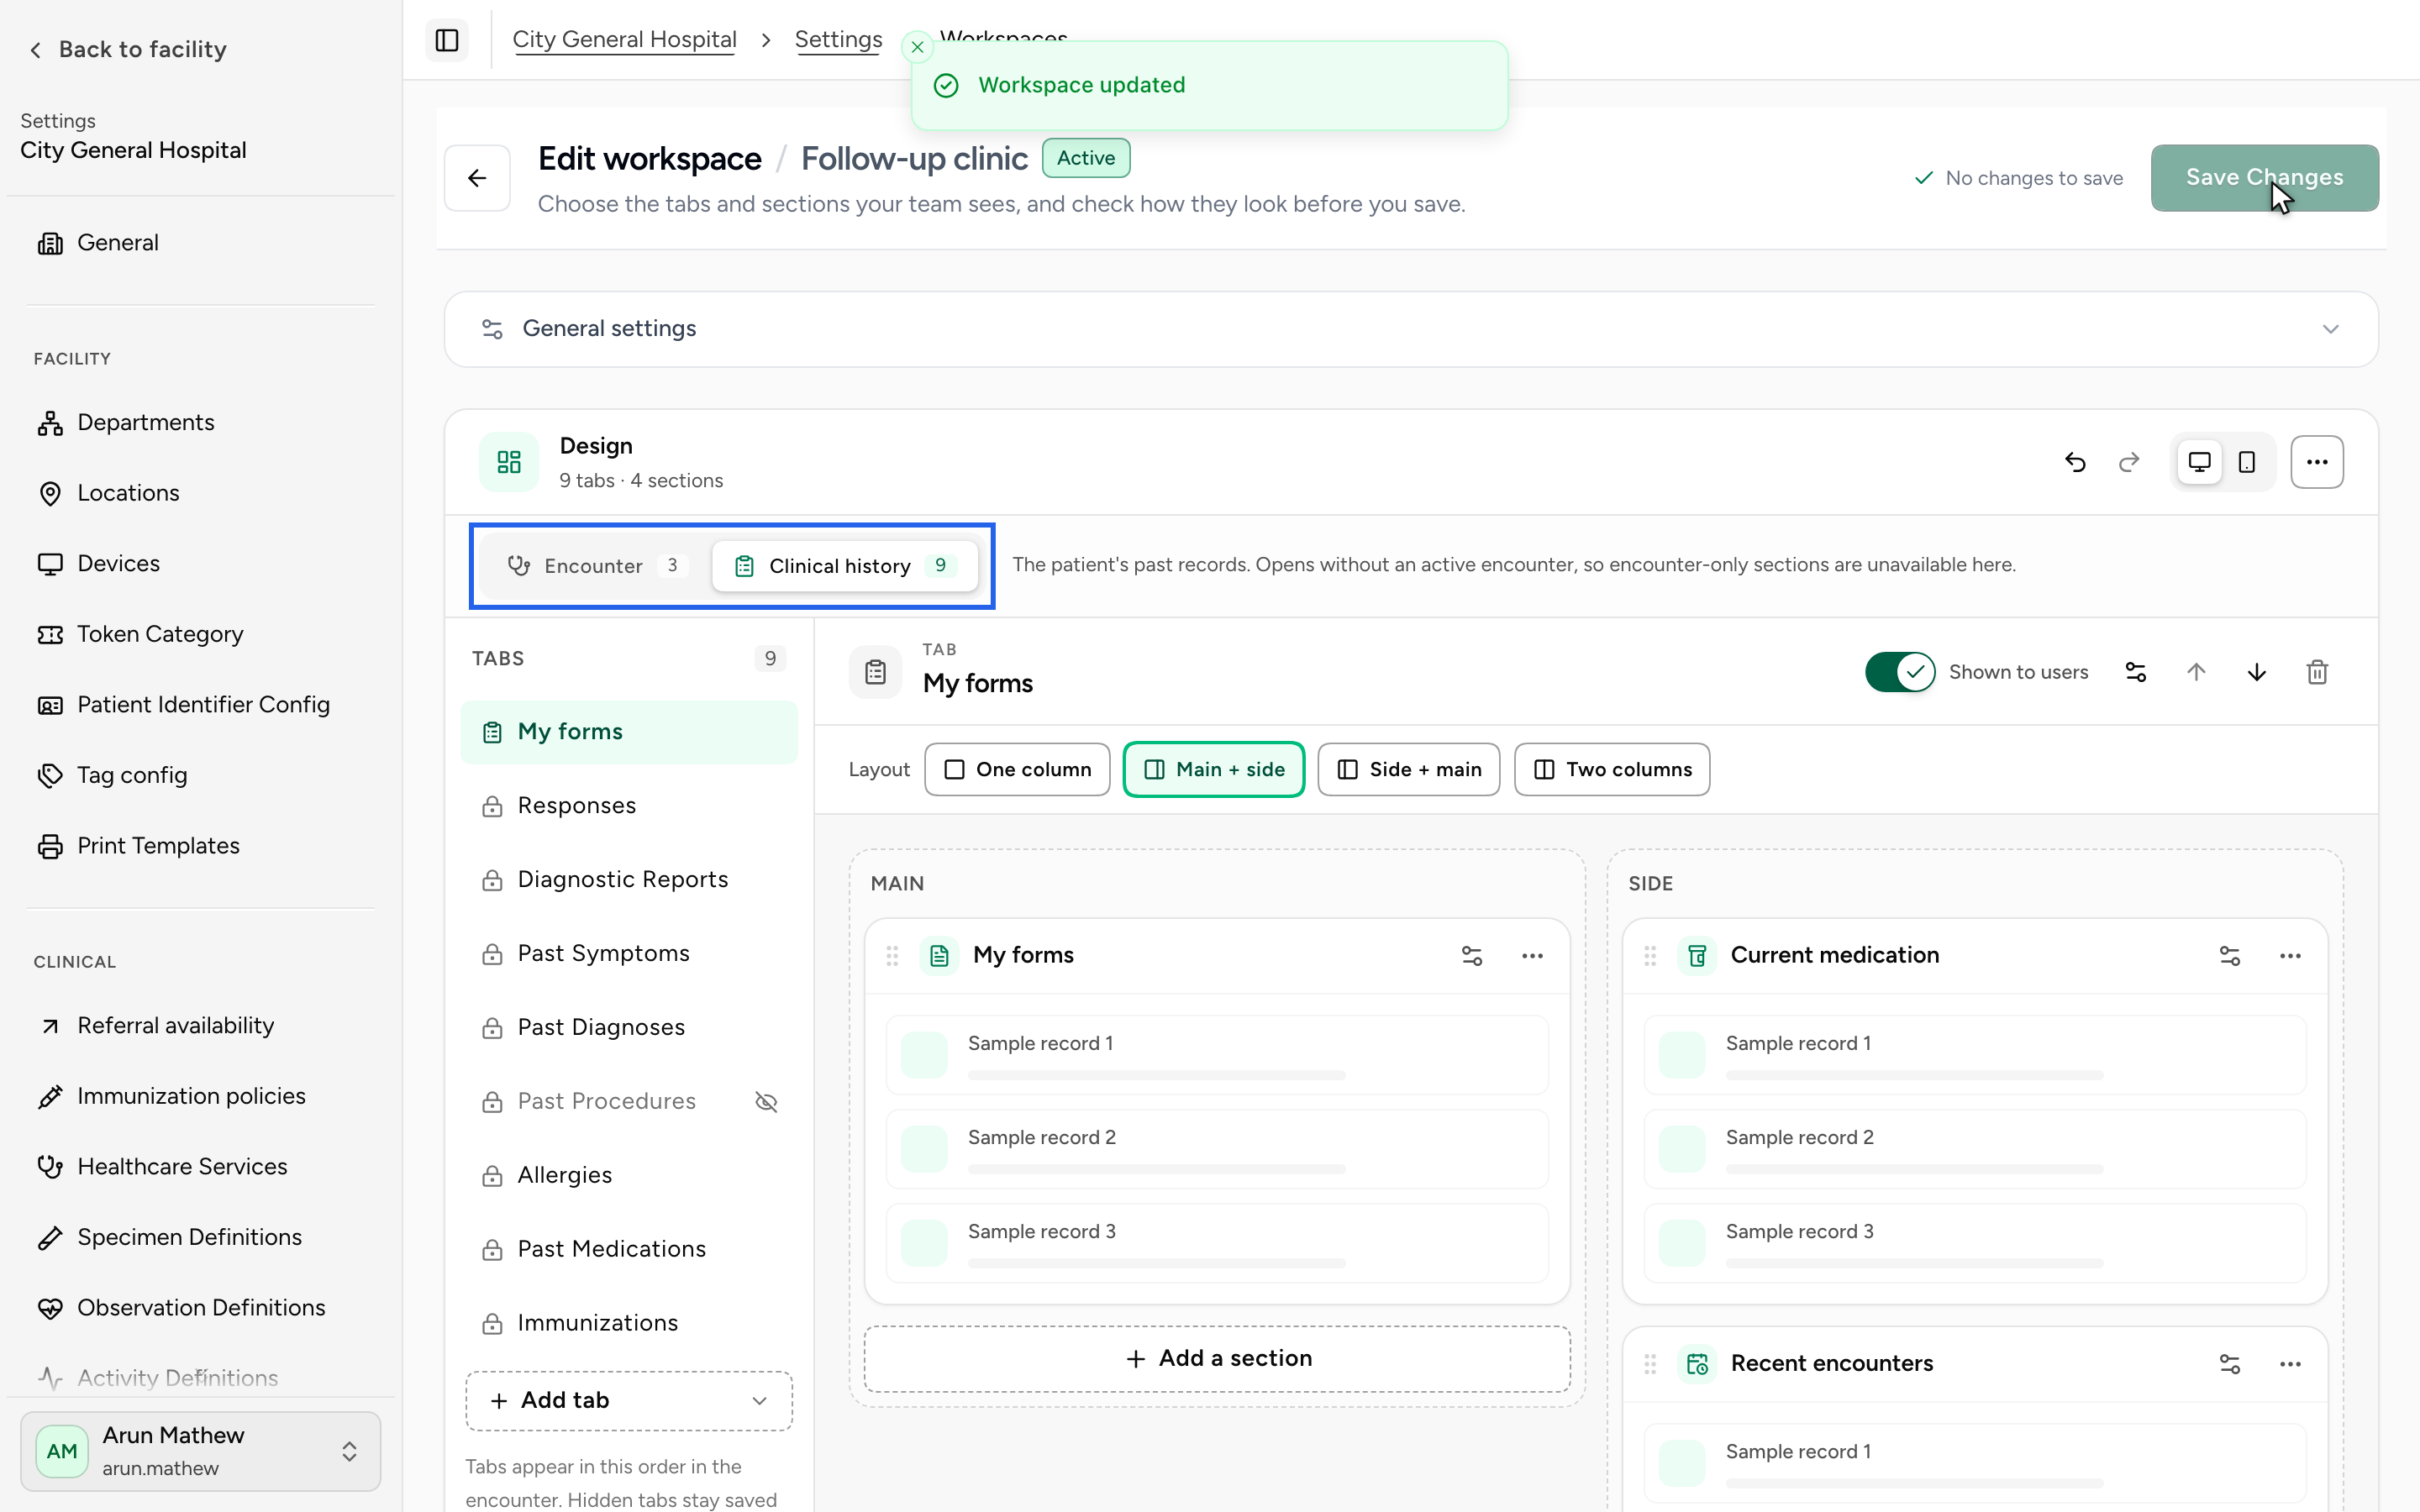 Back to facility
Settings
City General Hospital
General
FACILITY
Departments
Locations
Devices
Token Category
Patient Identifier Config
Tag config
Print Templates
CLINICAL
Referral availability
Immunization policies
Healthcare Services
Specimen Definitions
Observation Definitions
Activity Definitions
AM
Arun Mathew
arun.mathew
City General Hospital
Settings
Workspaces
Workspace updated
Edit workspace / Follow-up clinic
Active
Choose the tabs and sections your team sees, and check how they look before you save.
No changes to save
Save Changes
General settings
Design
9 tabs · 4 sections
Encounter 3
Clinical history 9
The patient's past records. Opens without an active encounter, so encounter-only sections are unavailable here.
TABS 9
My forms
Responses
Diagnostic Reports
Past Symptoms
Past Diagnoses
Past Procedures
Allergies
Past Medications
Immunizations
Add tab
Tabs appear in this order in the
encounter. Hidden tabs stay saved
TAB
My forms
Shown to users
Layout
One column
Main + side
Side + main
Two columns
MAIN
My forms
Sample record 1
Sample record 2
Sample record 3
Add a section
SIDE
Current medication
Sample record 1
Sample record 2
Sample record 3
Recent encounters
Sample record 1